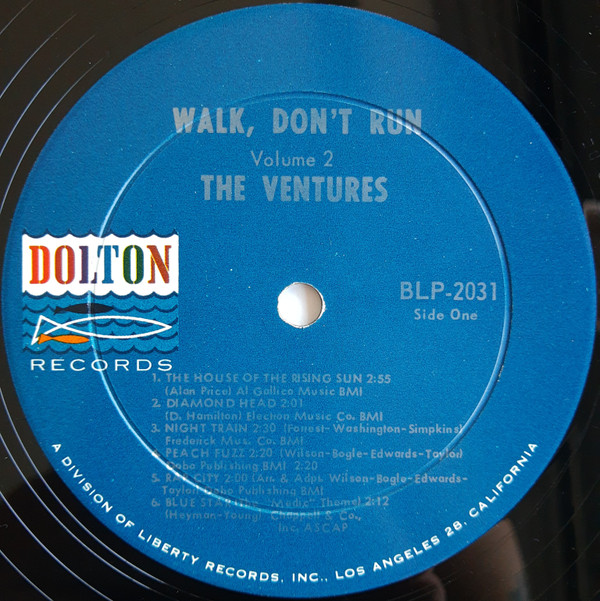 WALK, DON'T RUN
Volume 2
THE VENTURES
DOLTON
RECORDS
BLP-2031
Side One
1. THE HOUSE OF THE RISING SUN 2:55
(Alan Price) Al Gallico Music BMI
2. DIAMOND HEAD 2:01
(D. Hamilton) Electron Music Co. BMI
3. NIGHT TRAIN 2:30 (Forrest-Washington-Simpkins)
Frederick Mus. Co. BMI
4. PEACH FUZZ 2:20 (Wilson-Bogle-Edwards-Taylor)
Dobo Publishing BMI 2:20
5. RAP CITY 2:00 (Arr. & Adpt. Wilson-Bogle-Edwards-
Taylor) Dobo Publishing BMI
6. BLUE STAR (The "Medic" Theme) 2:12
(Heyman-Young) Chappell & Co.,
Inc. ASCAP
A DIVISION OF LIBERTY RECORDS, INC., LOS ANGELES 28, CALIFORNIA